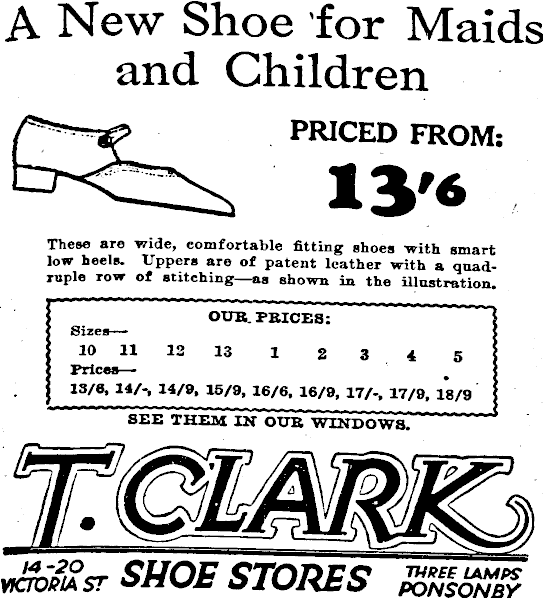 A New Shoe for Maids
and Children
PRICED FROM:
13'6
These are wide, comfortable fitting shoes with smart
low heels. Uppers are of patent leather with a quad-
ruple row of stitching—as shown in the illustration.
OUR PRICES:
Sizes—
10 11 12 13 1 2 3 4 5
Prices—
13/6, 14/-, 14/9, 15/9, 16/6, 16/9, 17/-, 17/9, 18/9
SEE THEM IN OUR WINDOWS.
T. CLARK
14-20 VICTORIA ST SHOE STORES THREE LAMPS PONSONBY